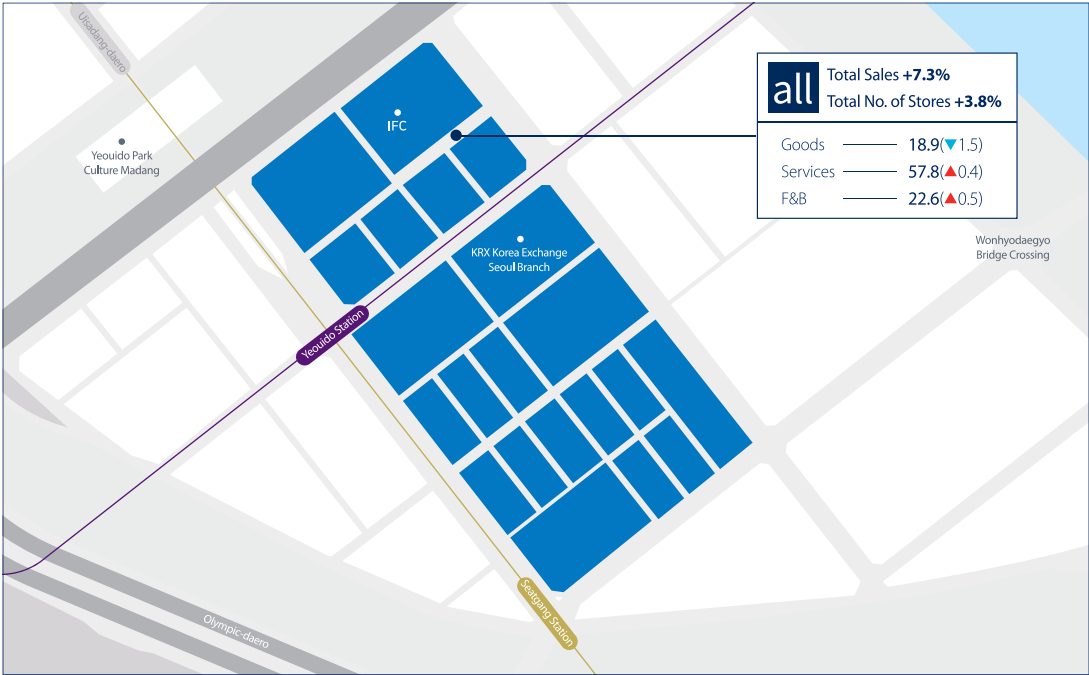 Uisadang-daero
Yeouido Park
Culture Madang
IFC
all
Total Sales +7.3%
Total No. of Stores +3.8%
Goods 18.9(▼1.5)
Services 57.8(▲0.4)
F&B 22.6(▲0.5)
KRX Korea Exchange
Seoul Branch
Wonhyodaegyo
Bridge Crossing
Yeouido Station
Seatgang Station
Olympic-daero